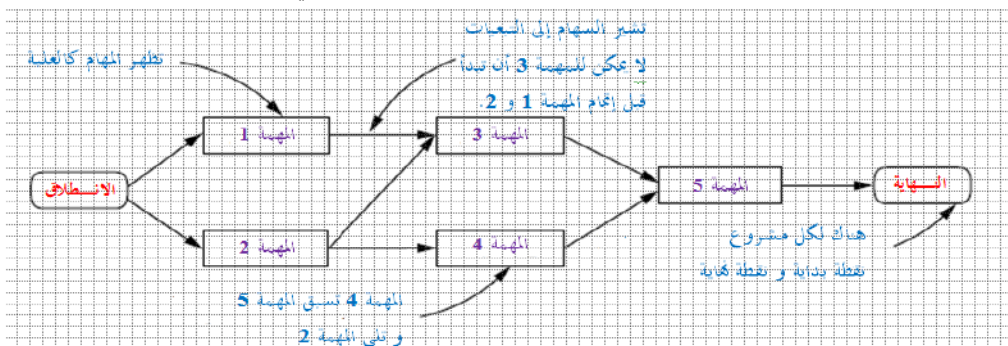 تشير السهام إلى التبعات
لا يمكن للمهمة 3 أن تبدأ
قبل إتمام المهمة 1 و 2.
تظهر المهام كالعلبة
المهمة 1
المهمة 3
الانطلاق
المهمة 5
النهاية
المهمة 2
المهمة 4
هناك لكل مشروع
نقطة بداية و نقطة نهاية
المهمة 4 تسبق المهمة 5
و تلي المهمة 2